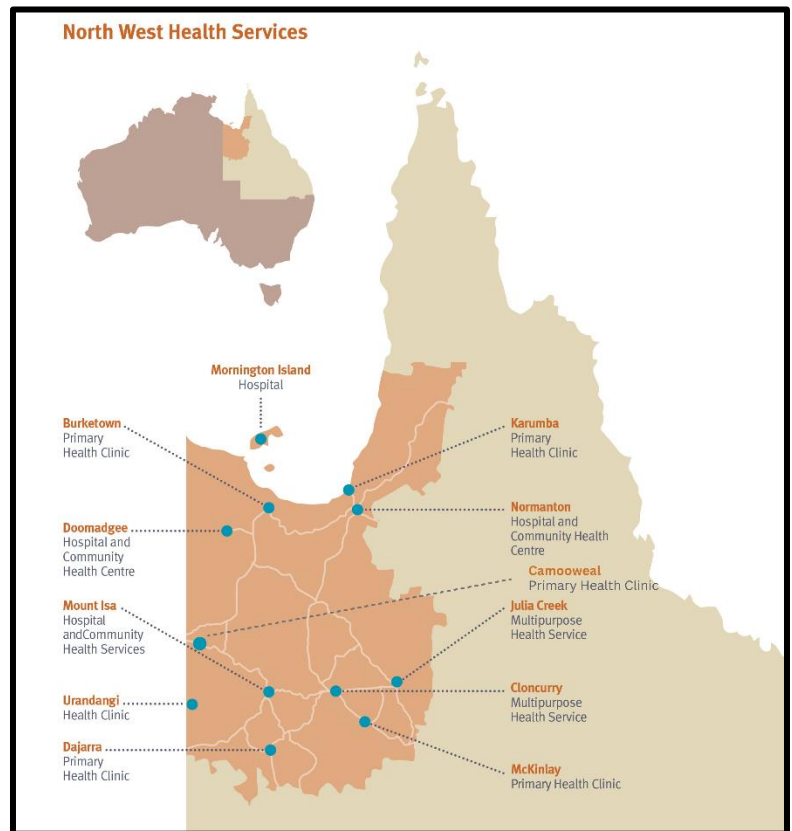 North West Health Services
Mornington Island
Hospital
Burketown
Primary
Health Clinic
Karumba
Primary
Health Clinic
Doomadgee
Hospital and
Community
Health Centre
Normanton
Hospital and
Community Health
Centre
Camooweal
Primary Health Clinic
Mount Isa
Hospital
andCommunity
Health Services
Julia Creek
Multipurpose
Health Service
Urandangi
Health Clinic
Cloncurry
Multipurpose
Health Service
Dajarra
Primary
Health Clinic
McKinlay
Primary Health Clinic